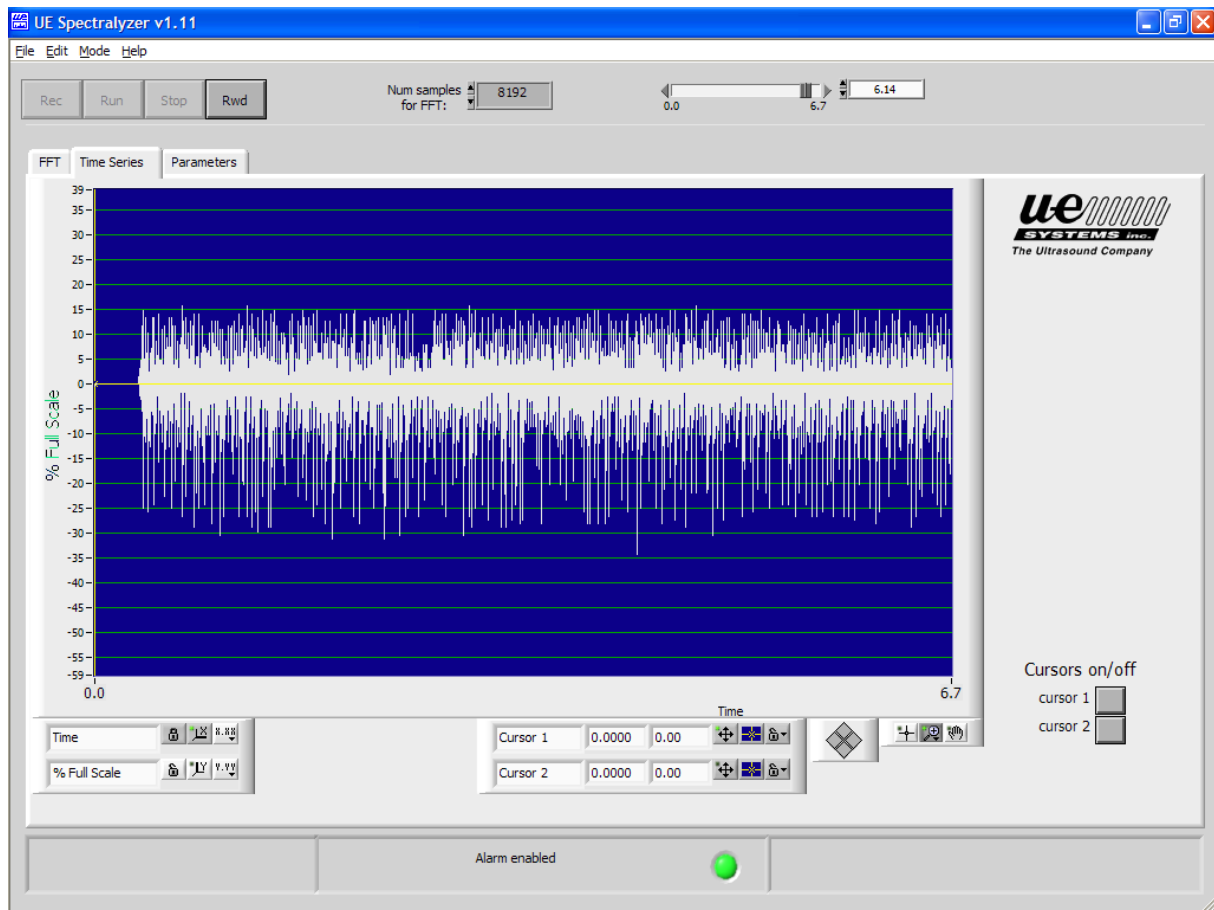 UE Spectralyzer v1.11
File Edit Mode Help
Rec Run Stop Rwd
Num samples
for FFT:
8192
0.0 6.7
6.14
FFT Time Series Parameters
39
35
30
25
20
15
10
5
0
-5
-10
-15
-20
-25
-30
-35
-40
-45
-50
-55
-59
% Full Scale
0.0 6.7
Time
ue
SYSTEMS inc.
The Ultrasound Company
Cursors on/off
cursor 1
cursor 2
Time X X.XX
% Full Scale Y Y.YY
Cursor 1 0.0000 0.00
Cursor 2 0.0000 0.00
Alarm enabled